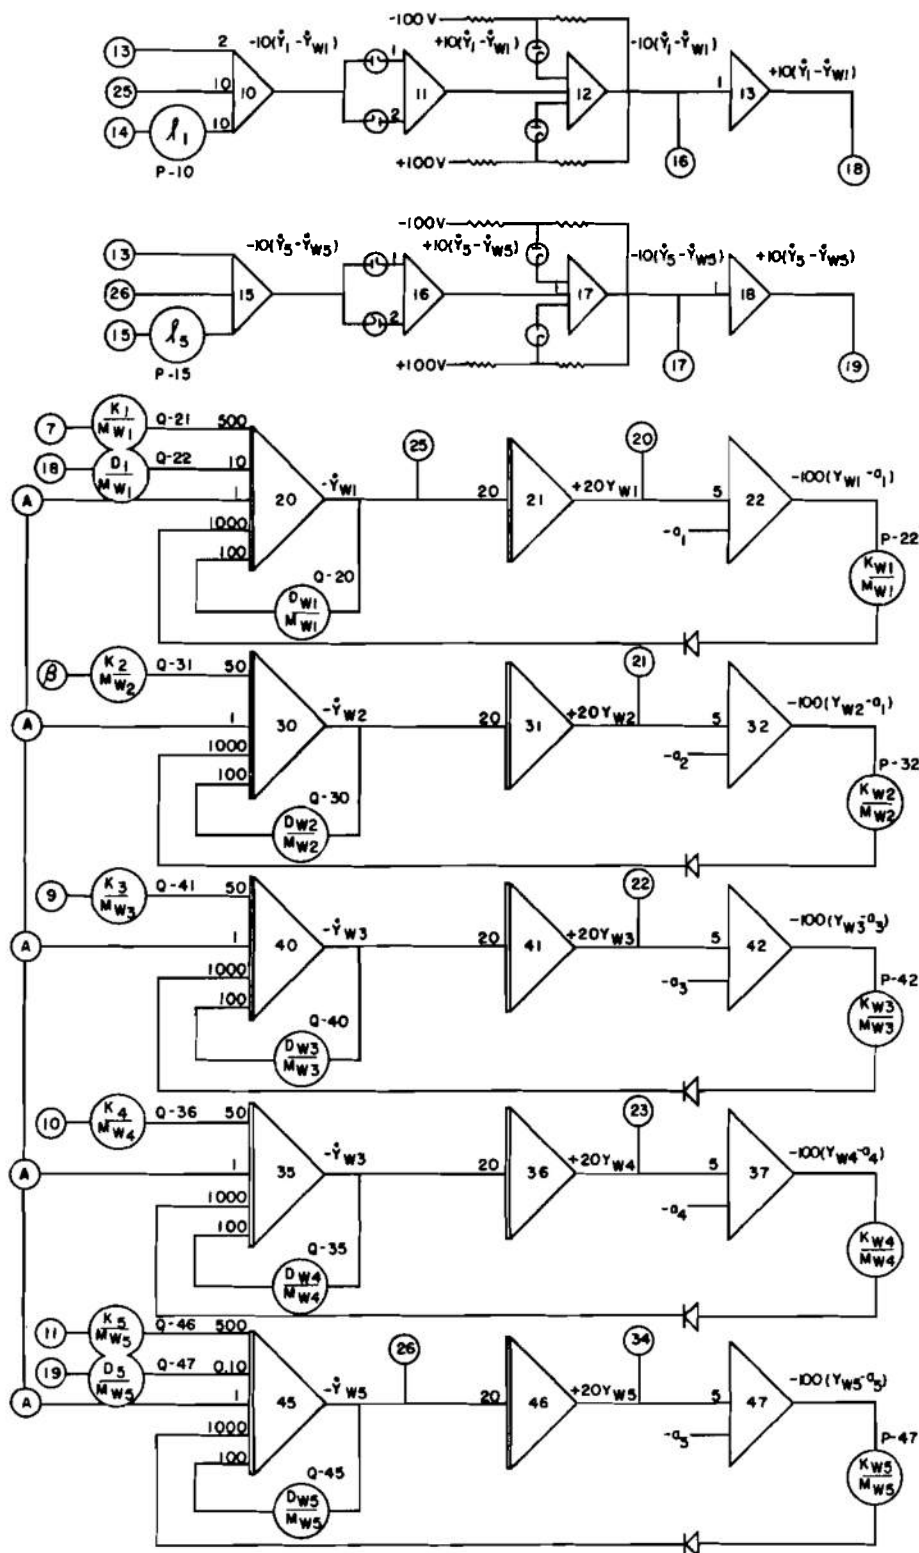 13 2 -10(Ẏ1-ẎW1) -100V +10(Ẏ1-ẎW1) -10(Ẏ1-ẎW1) +10(Ẏ1-ẎW1)
25 10 10 1 11 12 1 13
14 ℓ1 10 2
P-10 +100V 16 18
13 -10(Ẏ5-ẎW5) -100V +10(Ẏ5-ẎW5) -10(Ẏ5-ẎW5) +10(Ẏ5-ẎW5)
26 15 1 16 1 17 1 18
15 ℓ5 2
P-15 +100V 17 19
7 K1/MW1 Q-21 500
18 D1/MW1 Q-22 10 25 20
A 1 20 -ẎW1 20 21 +20YW1 5 22 -100(YW1-a1)
1000 -a1 P-22
100 Q-20 KW1/MW1
DW1/MW1
β K2/MW2 Q-31 50 21
A 1 30 -ẎW2 20 31 +20YW2 5 32 -100(YW2-a1)
1000 -a2 P-32
100 Q-30 KW2/MW2
DW2/MW2
9 K3/MW3 Q-41 50 22
A 1 40 -ẎW3 20 41 +20YW3 5 42 -100(YW3-a3)
1000 -a3 P-42
100 Q-40 KW3/MW3
DW3/MW3
10 K4/MW4 Q-36 50 23
A 1 35 -ẎW3 20 36 +20YW4 5 37 -100(YW4-a4)
1000 -a4
100 Q-35 KW4/MW4
DW4/MW4
11 K5/MW5 Q-46 500
19 D5/MW5 Q-47 0.10 26 34
A 1 45 -ẎW5 20 46 +20YW5 5 47 -100(YW5-a5)
1000 -a5 P-47
100 Q-45 KW5/MW5
DW5/MW5